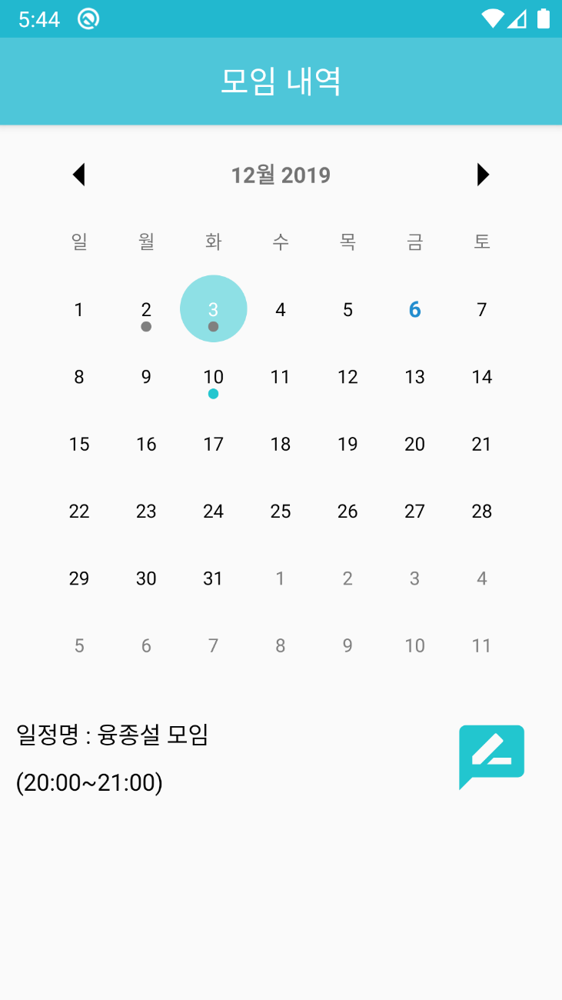 5:44
모임 내역
12월 2019
일 월 화 수 목 금 토
1 2 3 4 5 6 7
8 9 10 11 12 13 14
15 16 17 18 19 20 21
22 23 24 25 26 27 28
29 30 31 1 2 3 4
5 6 7 8 9 10 11
일정명 : 융종설 모임
(20:00~21:00)